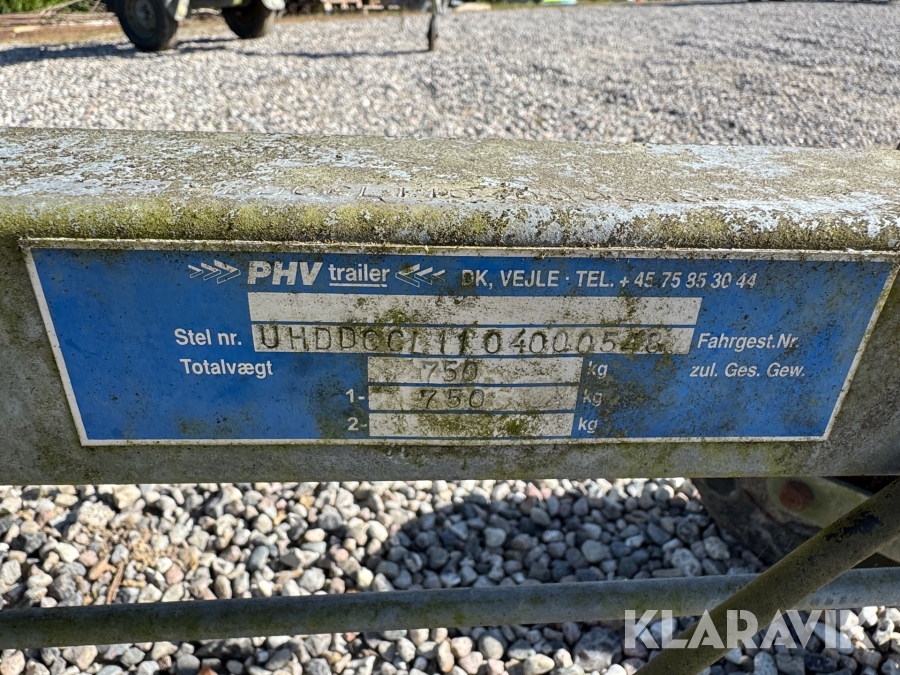 PHV trailer DK, VEJLE · TEL. +45 75 85 30 44
Stel nr. Fahrgest.Nr.
Totalvægt 750 kg zul. Ges. Gew.
1- 750 kg
2- kg
KLARAVIK